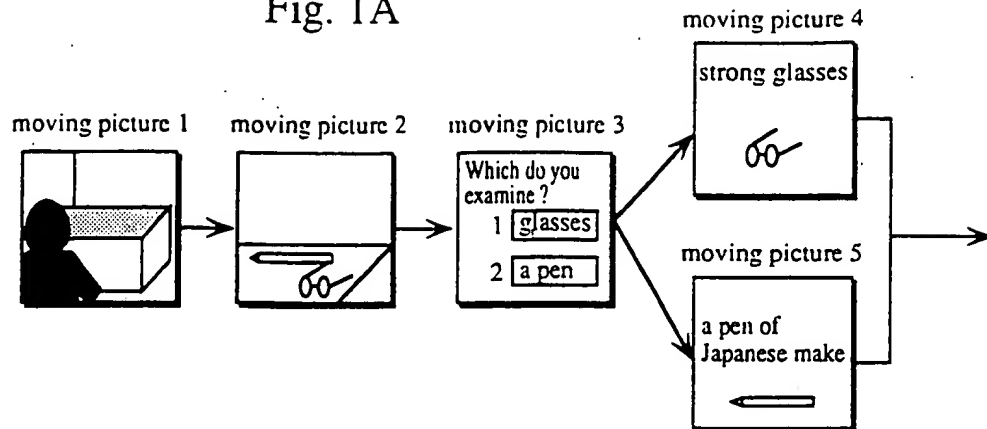 Fig. 1A
moving picture 1
moving picture 2
moving picture 3
Which do you
examine ?
1 glasses
2 a pen
moving picture 4
strong glasses
moving picture 5
a pen of
Japanese make